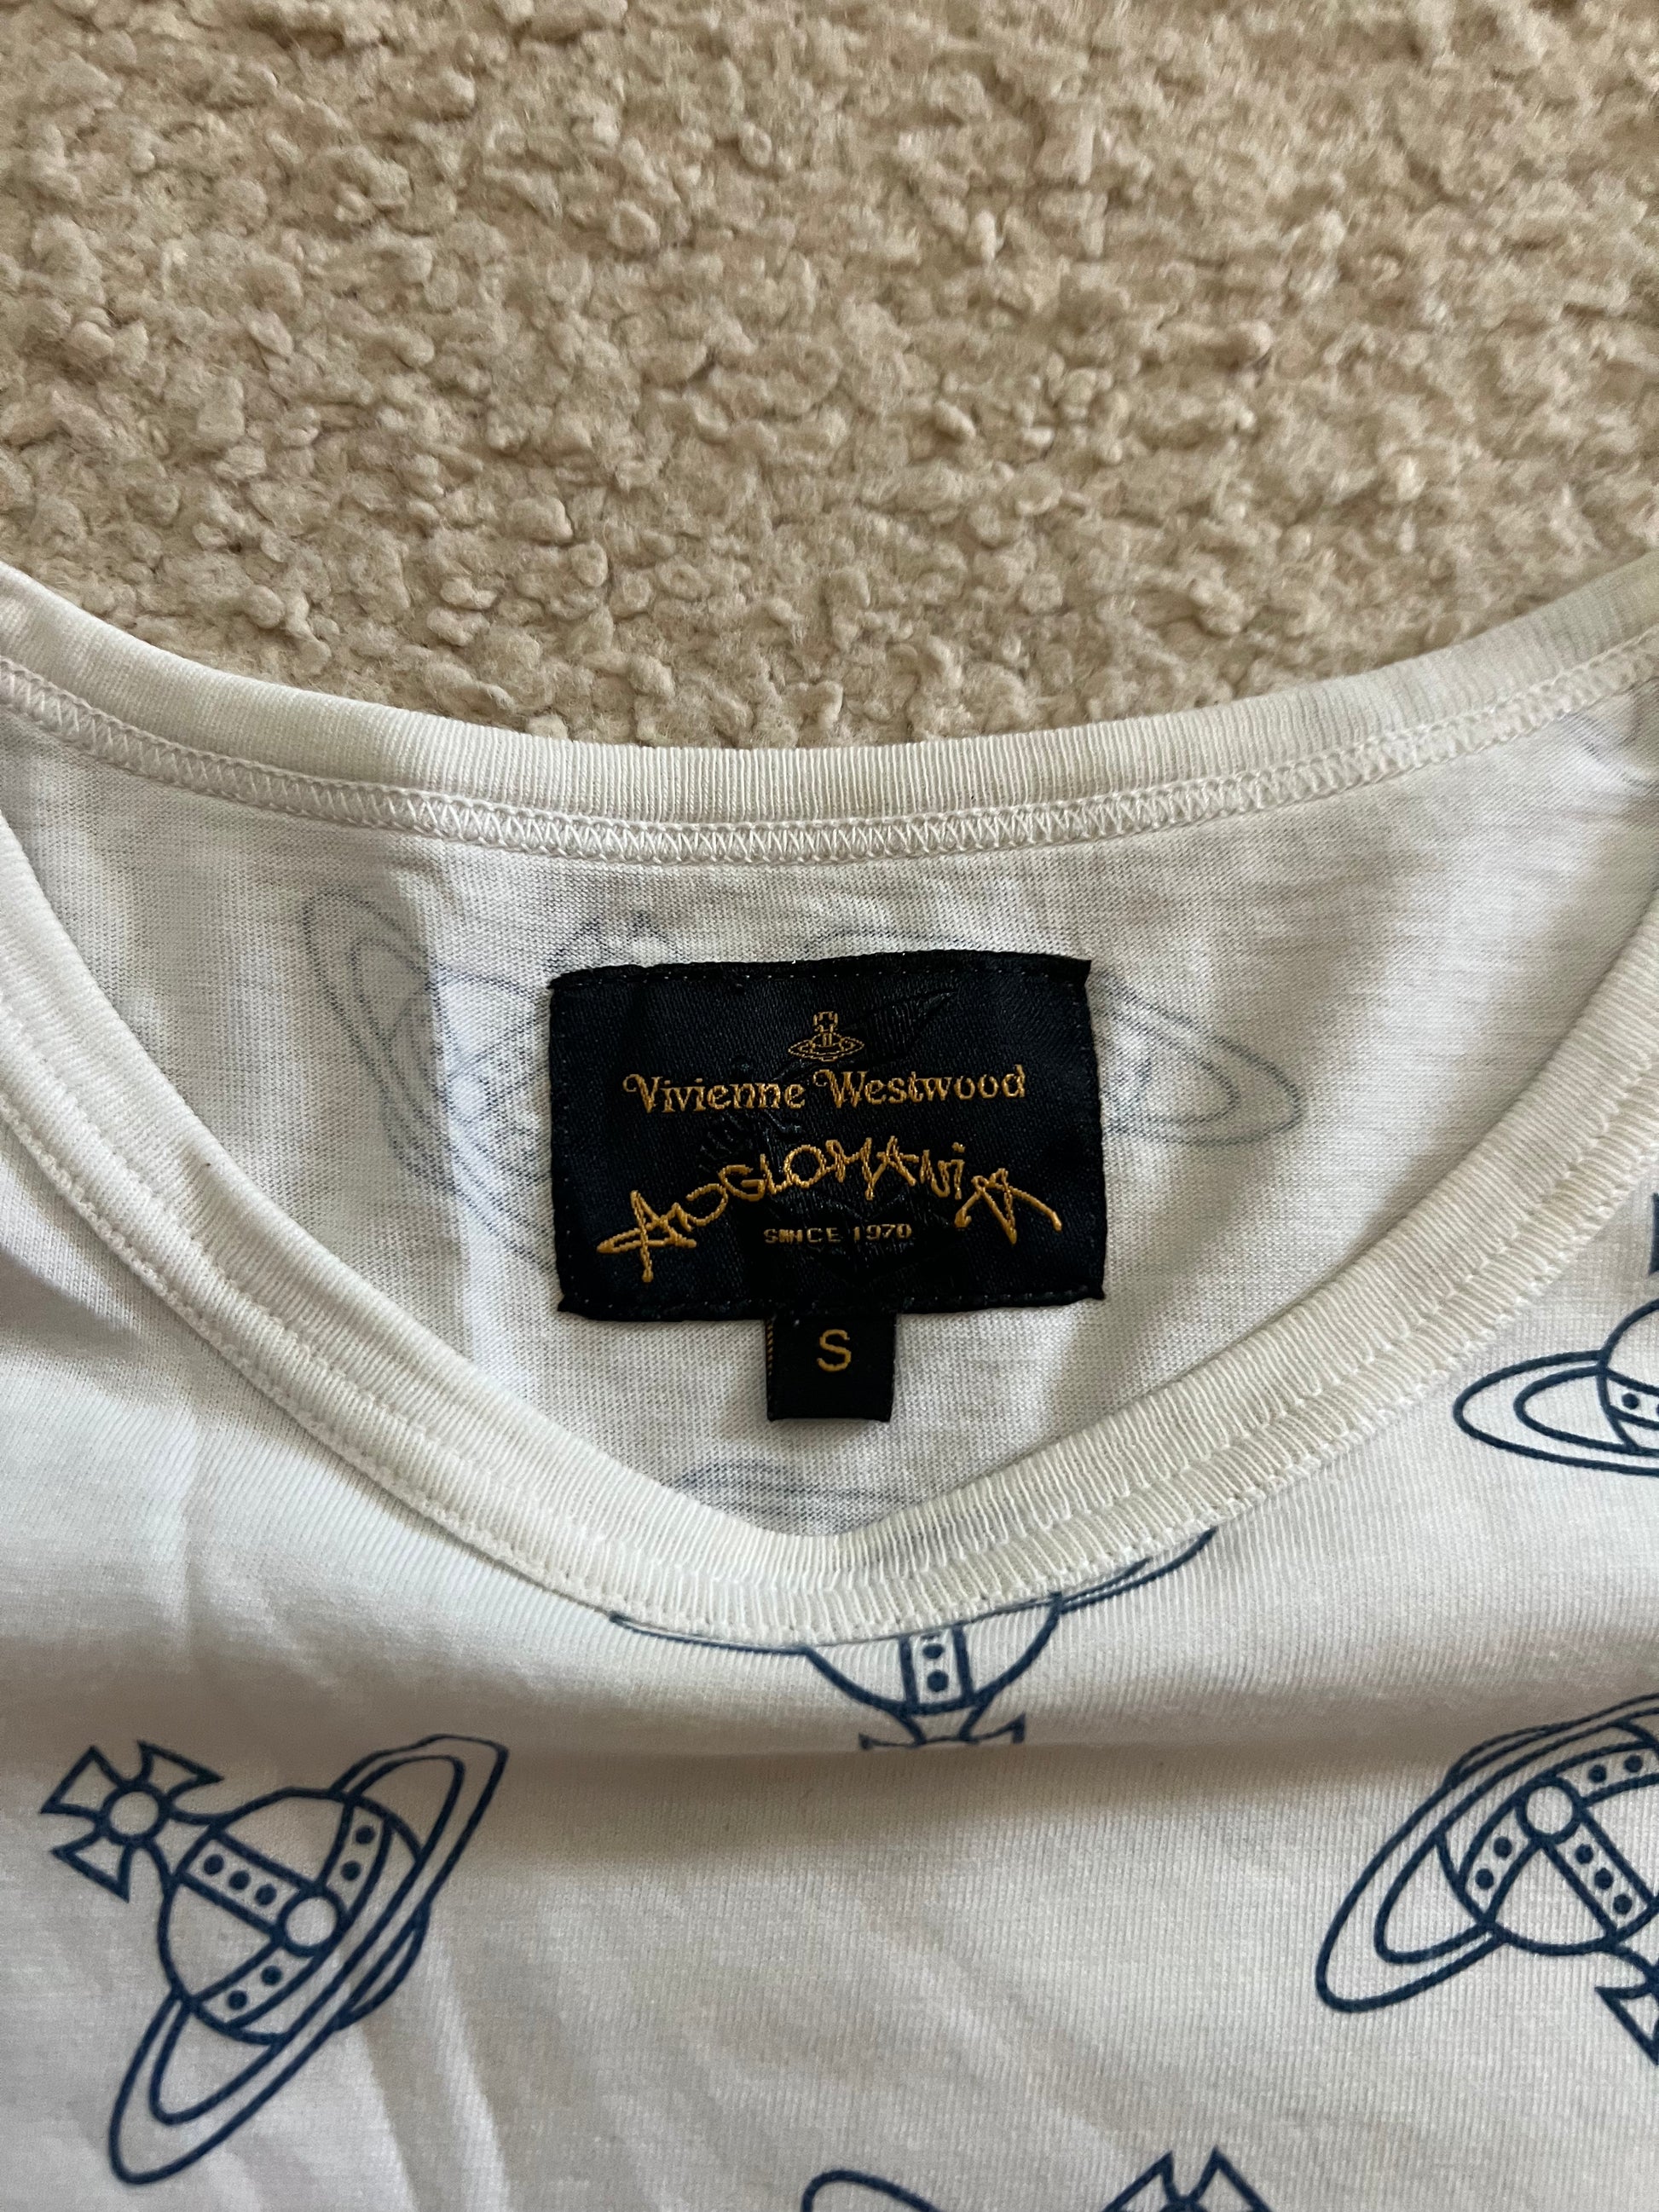 Vivienne Westwood
ANGLOMANiA
SINCE 1970
S